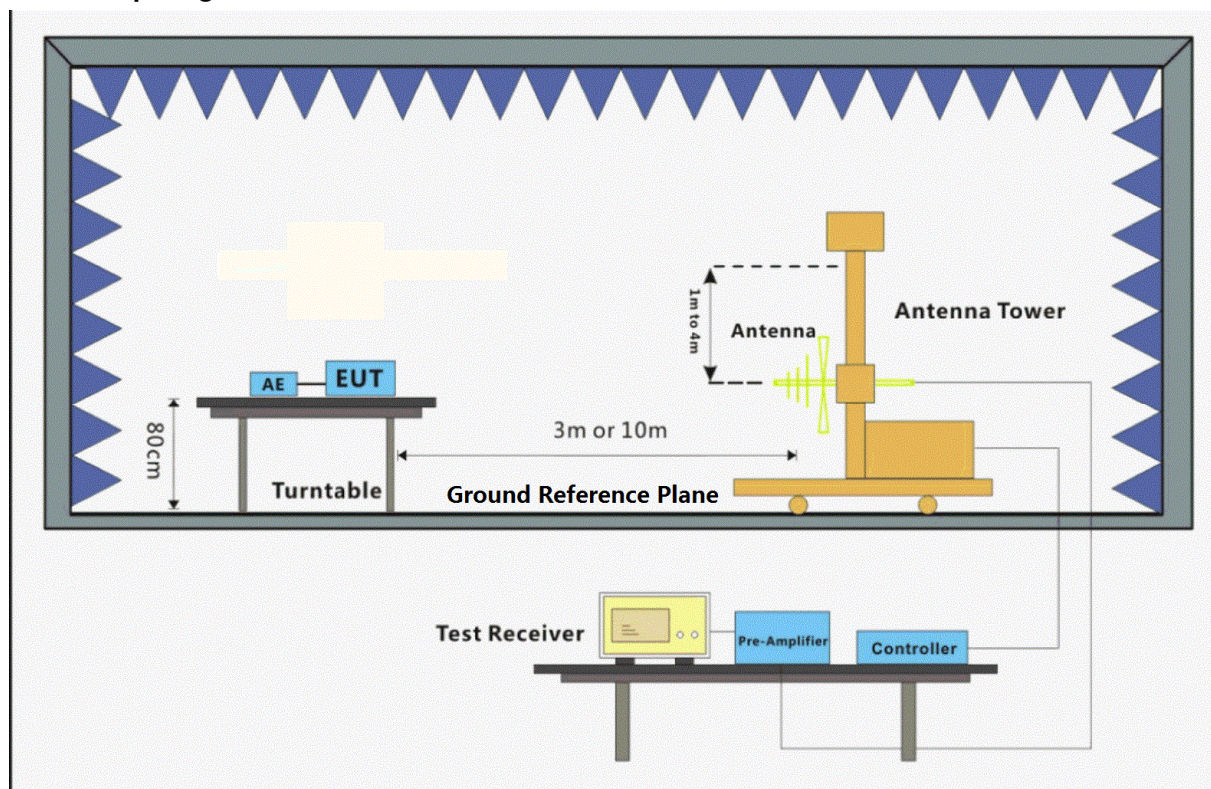 1m to 4m
Antenna
Antenna Tower
AE
EUT
80cm
3m or 10m
Turntable
Ground Reference Plane
Test Receiver
Pre-Amplifier
Controller